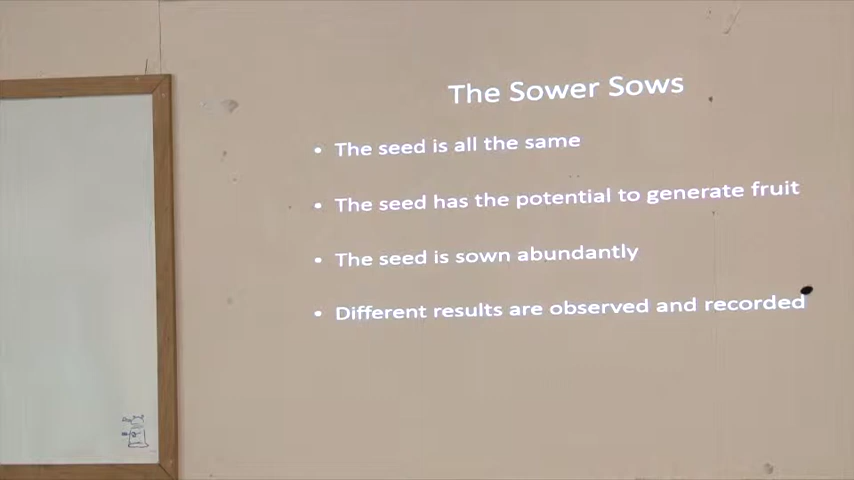 The Sower Sows
• The seed is all the same
• The seed has the potential to generate fruit
• The seed is sown abundantly
• Different results are observed and recorded